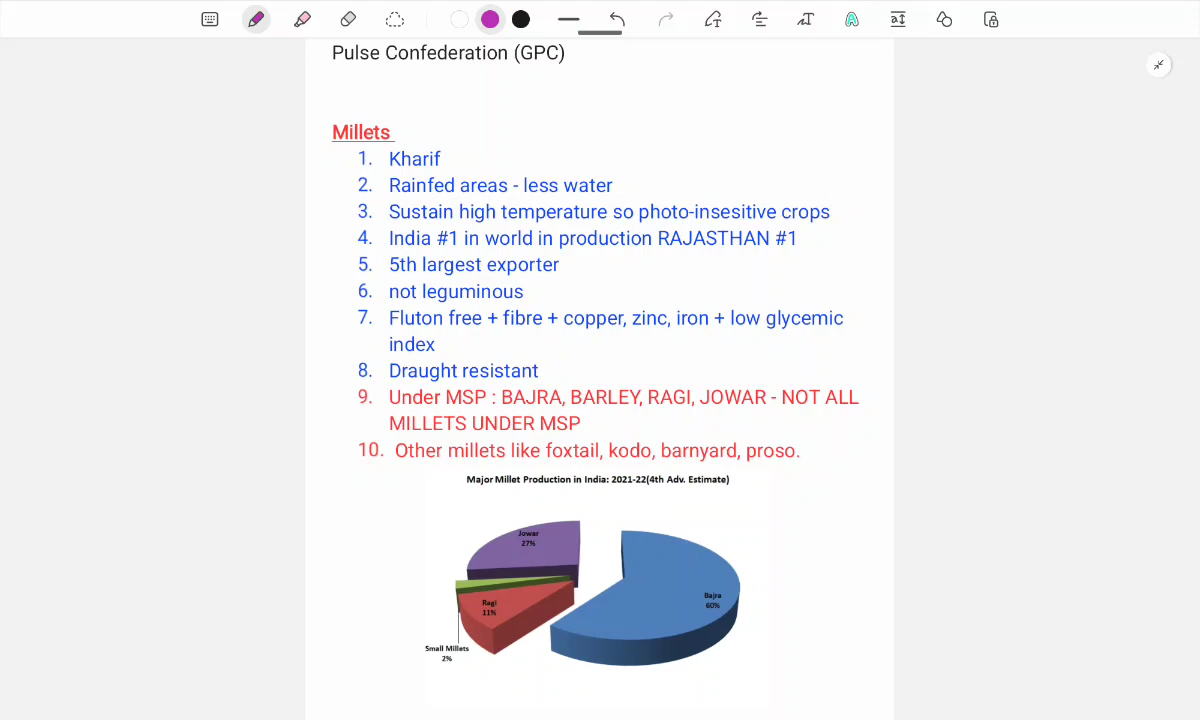 Pulse Confederation (GPC)
Millets
1. Kharif
2. Rainfed areas - less water
3. Sustain high temperature so photo-insesitive crops
4. India #1 in world in production RAJASTHAN #1
5. 5th largest exporter
6. not leguminous
7. Fluton free + fibre + copper, zinc, iron + low glycemic
index
8. Draught resistant
9. Under MSP : BAJRA, BARLEY, RAGI, JOWAR - NOT ALL
MILLETS UNDER MSP
10. Other millets like foxtail, kodo, barnyard, proso.
Major Millet Production in India: 2021-22(4th Adv. Estimate)
Jowar
27%
Bajra
60%
Ragi
11%
Small Millets
2%